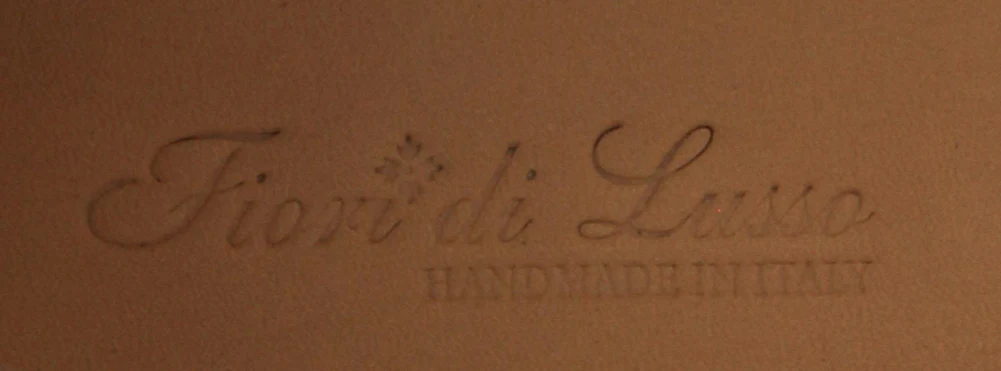 Fiori di Lusso
HANDMADE IN ITALY